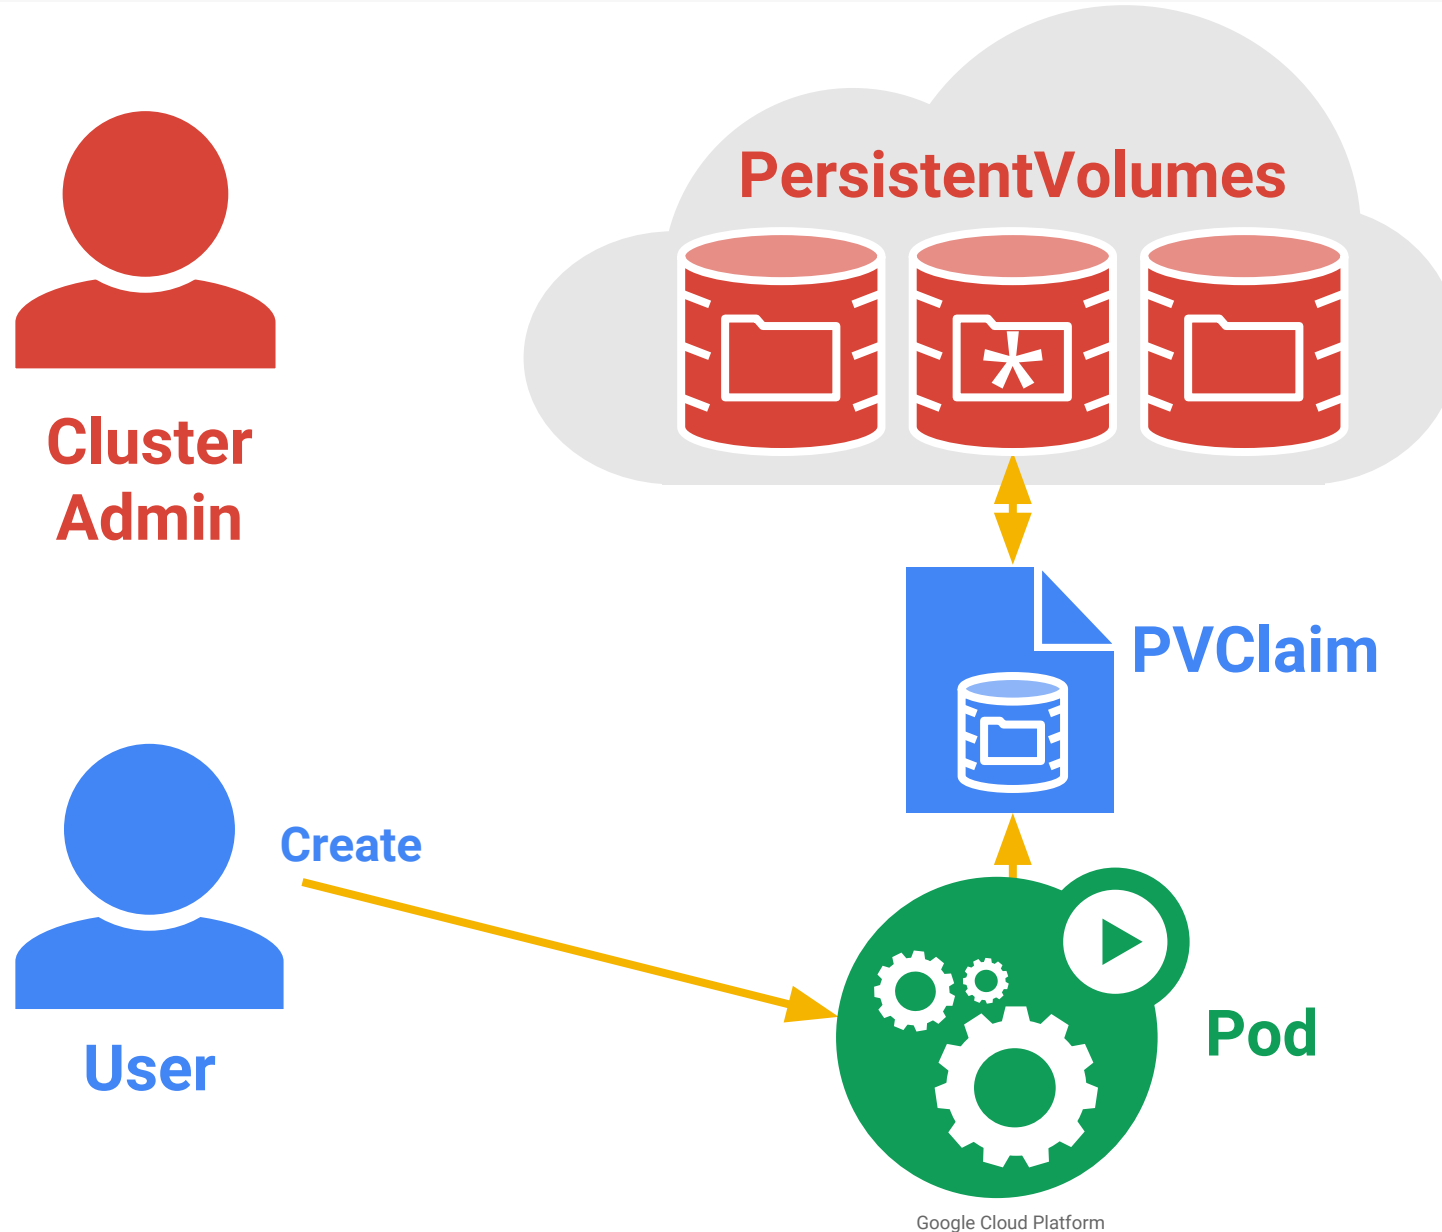 PersistentVolumes
Cluster
Admin
PVClaim
Create
Pod
User
Google Cloud Platform